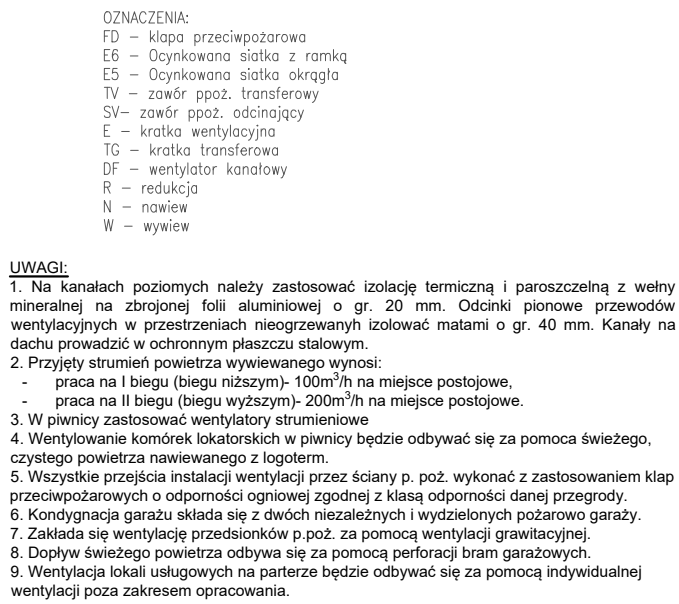 OZNACZENIA:
FD – klapa przeciwpożarowa
E6 – Ocynkowana siatka z ramką
E5 – Ocynkowana siatka okrągła
TV – zawór ppoż. transferowy
SV– zawór ppoż. odcinający
E – kratka wentylacyjna
TG – kratka transferowa
DF – wentylator kanałowy
R – redukcja
N – nawiew
W – wywiew
UWAGI:
1. Na kanałach poziomych należy zastosować izolację termiczną i paroszczelną z wełny
mineralnej na zbrojonej folii aluminiowej o gr. 20 mm. Odcinki pionowe przewodów
wentylacyjnych w przestrzeniach nieogrzewanyh izolować matami o gr. 40 mm. Kanały na
dachu prowadzić w ochronnym płaszczu stalowym.
2. Przyjęty strumień powietrza wywiewanego wynosi:
- praca na I biegu (biegu niższym)- 100m³/h na miejsce postojowe,
- praca na II biegu (biegu wyższym)- 200m³/h na miejsce postojowe.
3. W piwnicy zastosować wentylatory strumieniowe
4. Wentylowanie komórek lokatorskich w piwnicy będzie odbywać się za pomoca świeżego,
czystego powietrza nawiewanego z logoterm.
5. Wszystkie przejścia instalacji wentylacji przez ściany p. poż. wykonać z zastosowaniem klap
przeciwpożarowych o odporności ogniowej zgodnej z klasą odporności danej przegrody.
6. Kondygnacja garażu składa się z dwóch niezależnych i wydzielonych pożarowo garaży.
7. Zakłada się wentylację przedsionków p.poż. za pomocą wentylacji grawitacyjnej.
8. Dopływ świeżego powietrza odbywa się za pomocą perforacji bram garażowych.
9. Wentylacja lokali usługowych na parterze będzie odbywać się za pomocą indywidualnej
wentylacji poza zakresem opracowania.